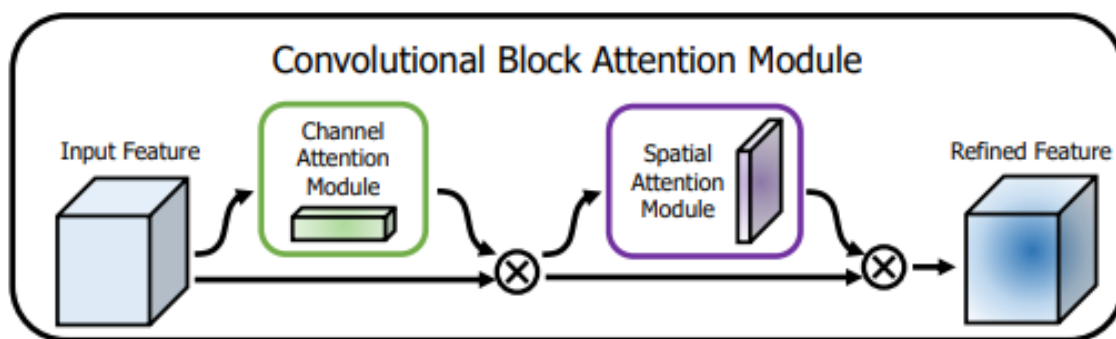 Convolutional Block Attention Module
Input Feature
Channel
Attention
Module
Spatial
Attention
Module
Refined Feature